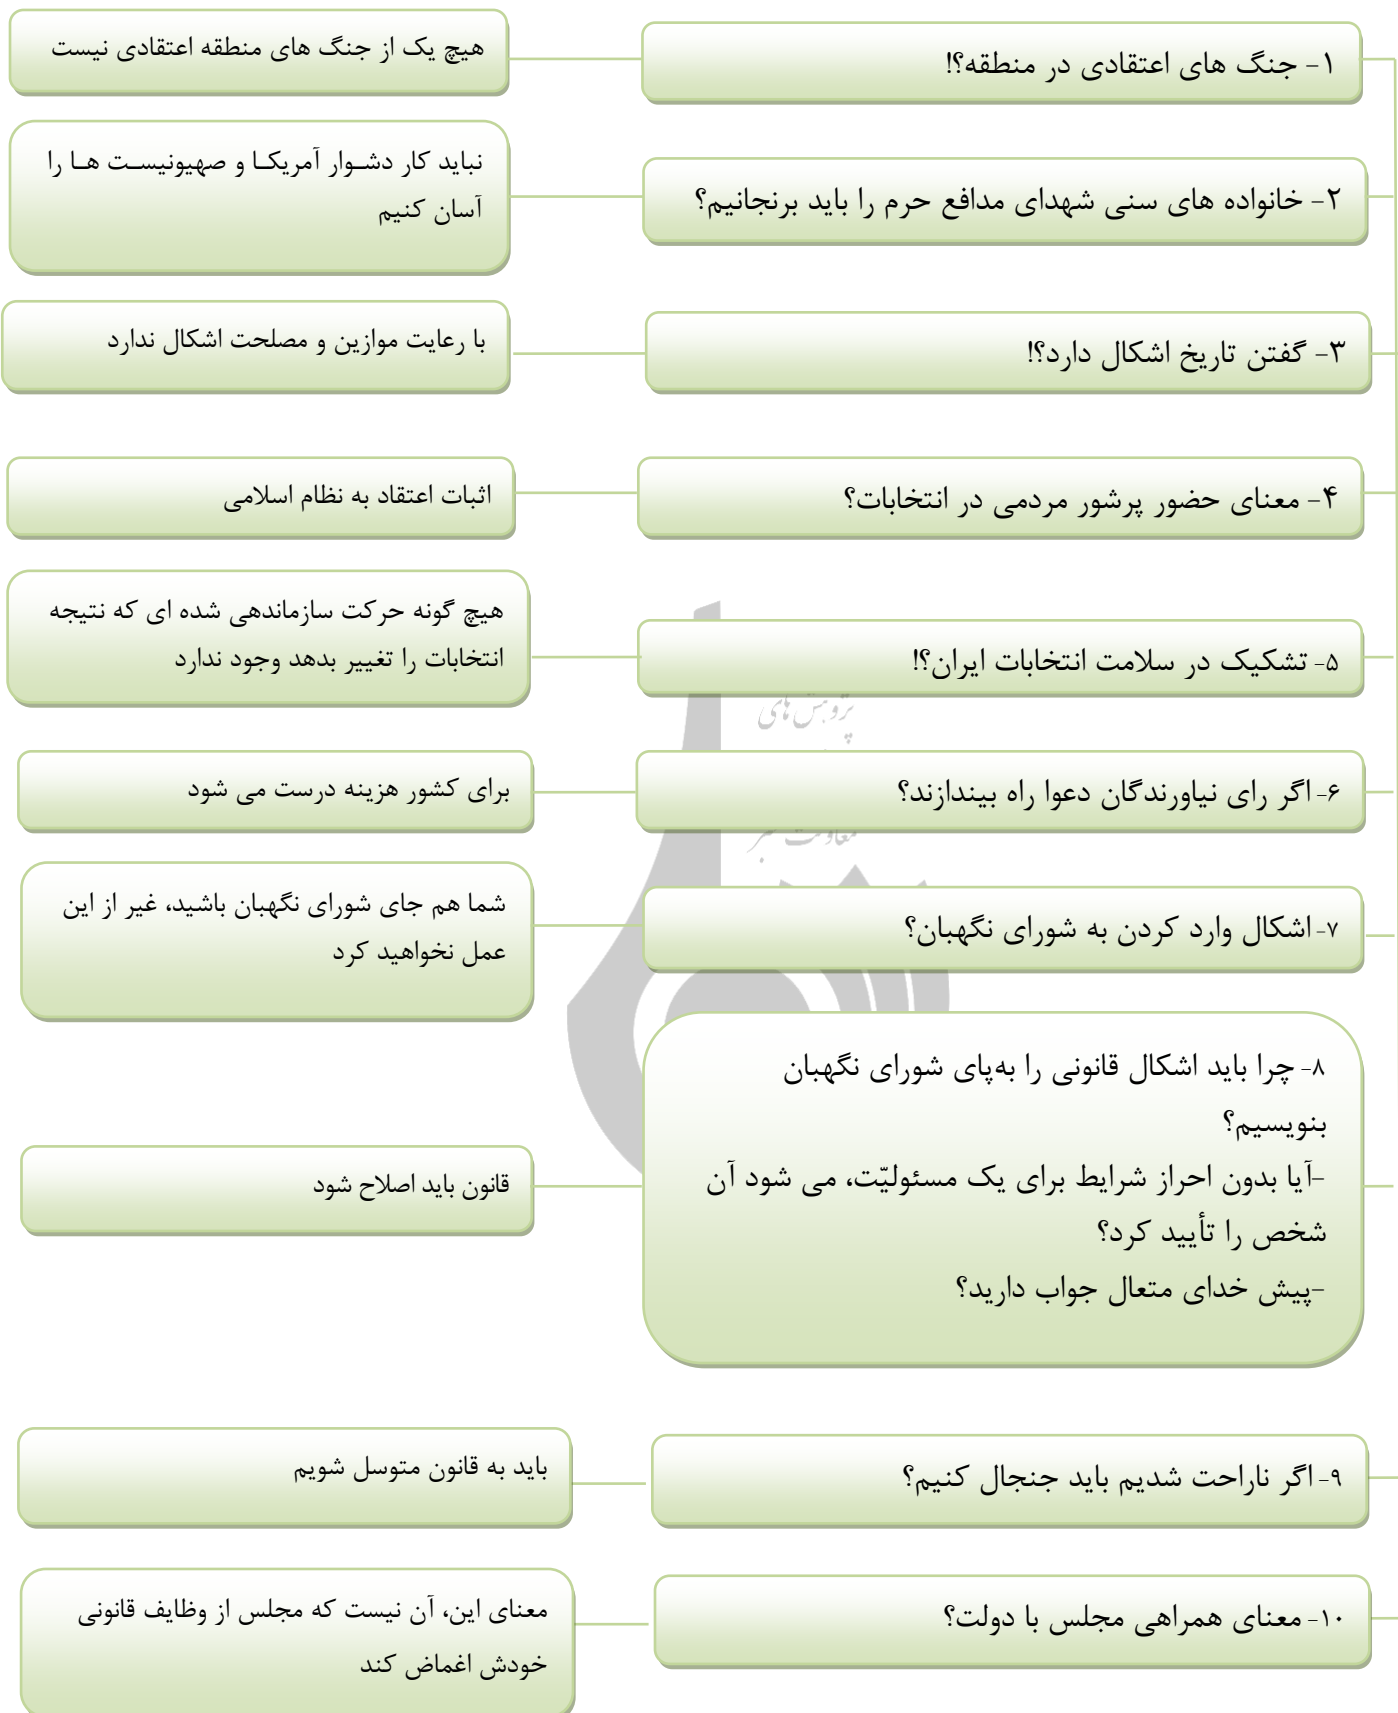 ۱- جنگ های اعتقادی در منطقه؟!
هیچ یک از جنگ های منطقه اعتقادی نیست
۲- خانواده های سنی شهدای مدافع حرم را باید برنجانیم؟
نباید کار دشـوار آمریکـا و صهیونیسـت هـا را
آسان کنیم
۳- گفتن تاریخ اشکال دارد؟!
با رعایت موازین و مصلحت اشکال ندارد
۴- معنای حضور پرشور مردمی در انتخابات؟
اثبات اعتقاد به نظام اسلامی
۵- تشکیک در سلامت انتخابات ایران؟!
هیچ گونه حرکت سازماندهی شده ای که نتیجه
انتخابات را تغییر بدهد وجود ندارد
پژوهش های
۶- اگر رای نیاورندگان دعوا راه بیندازند؟
برای کشور هزینه درست می شود
معاونت
۷- اشکال وارد کردن به شورای نگهبان؟
شما هم جای شورای نگهبان باشید، غیر از این
عمل نخواهید کرد
۸- چرا باید اشکال قانونی را به‌پای شورای نگهبان
بنویسیم؟
-آیا بدون احراز شرایط برای یک مسئولیّت، می شود آن
شخص را تأیید کرد؟
-پیش خدای متعال جواب دارید؟
قانون باید اصلاح شود
۹- اگر ناراحت شدیم باید جنجال کنیم؟
باید به قانون متوسل شویم
۱۰- معنای همراهی مجلس با دولت؟
معنای این، آن نیست که مجلس از وظایف قانونی
خودش اغماض کند